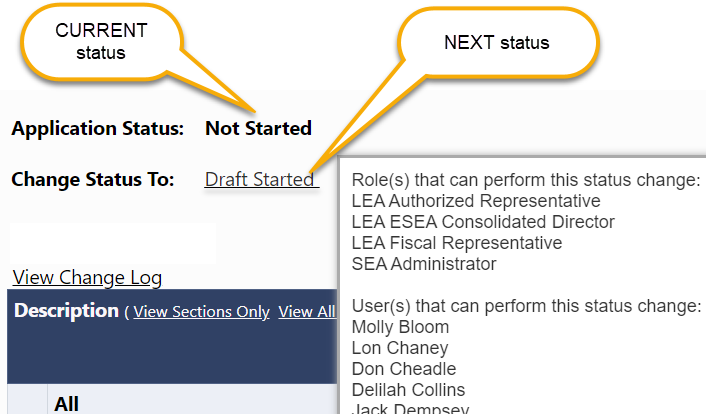 CURRENT
status
NEXT status
Application Status: Not Started
Change Status To: Draft Started
Role(s) that can perform this status change:
LEA Authorized Representative
LEA ESEA Consolidated Director
LEA Fiscal Representative
SEA Administrator
View Change Log
Description ( View Sections Only View All
User(s) that can perform this status change:
Molly Bloom
Lon Chaney
Don Cheadle
Delilah Collins
All
Jack Dempsey